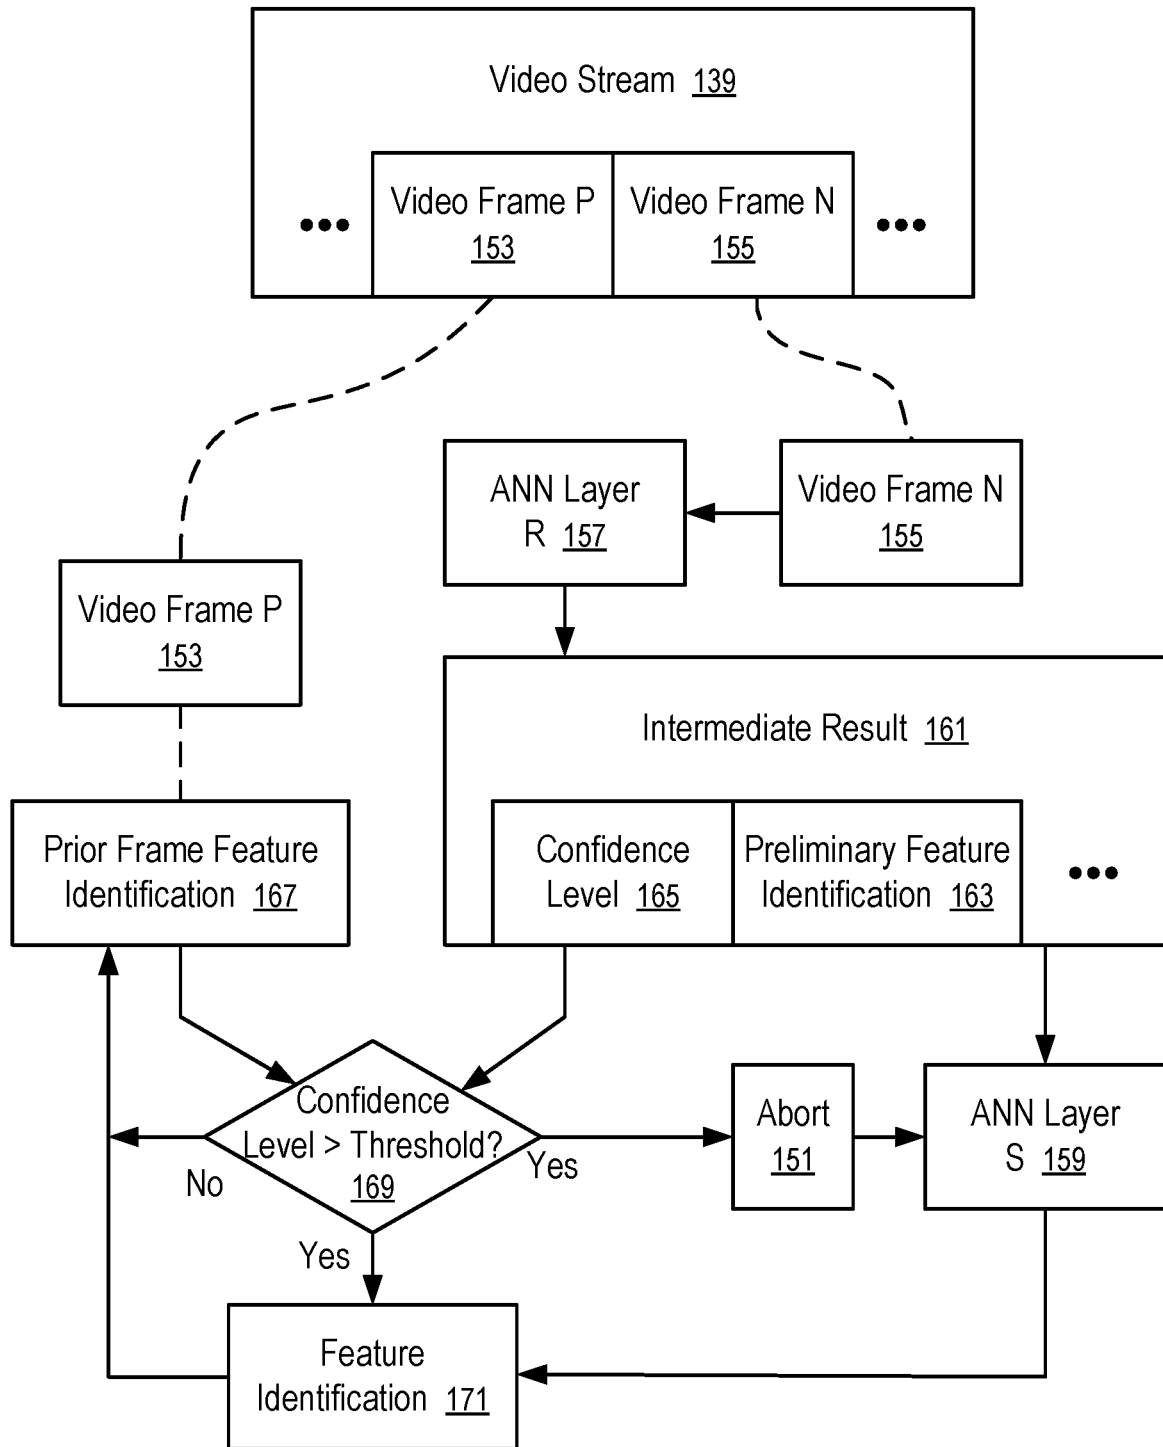 Video Stream 139
Video Frame P
153
Video Frame N
155
•••
•••
ANN Layer
R 157
Video Frame N
155
Video Frame P
153
Intermediate Result 161
Prior Frame Feature
Identification 167
Confidence
Level 165
Preliminary Feature
Identification 163
•••
Confidence
Level > Threshold?
169
No
Yes
Yes
Abort
151
ANN Layer
S 159
Feature
Identification 171